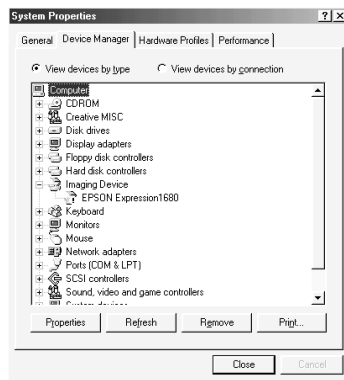 System Properties
General Device Manager Hardware Profiles Performance
View devices by type View devices by connection
Computer
CDROM
Creative MISC
Disk drives
Display adapters
Floppy disk controllers
Hard disk controllers
Imaging Device
EPSON Expression1680
Keyboard
Monitors
Mouse
Network adapters
Ports (COM & LPT)
SCSI controllers
Sound, video and game controllers
System devices
Properties Refresh Remove Print...
Close Cancel